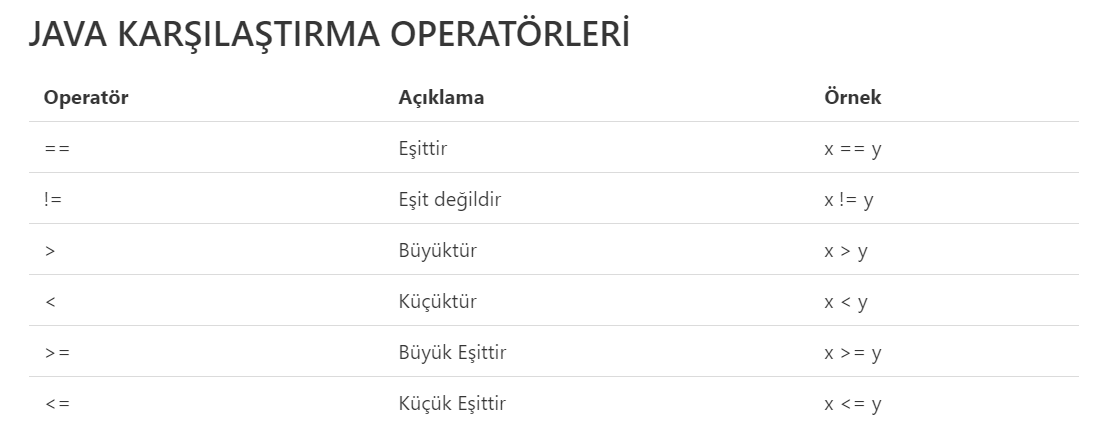 JAVA KARŞILAŞTIRMA OPERATÖRLERİ
Operatör Açıklama Örnek
== Eşittir x == y
!= Eşit değildir x != y
> Büyüktür x > y
< Küçüktür x < y
>= Büyük Eşittir x >= y
<= Küçük Eşittir x <= y